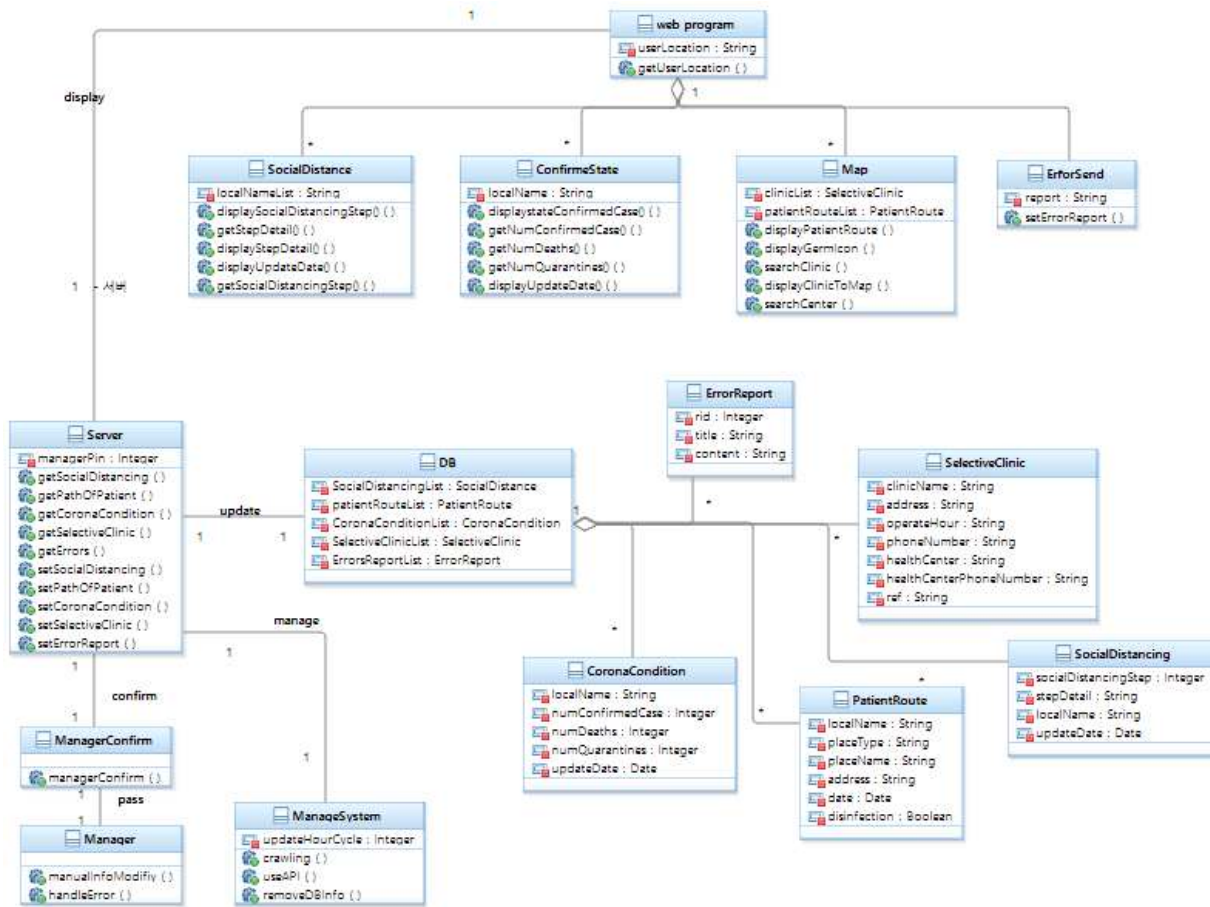 1
web program
userLocation : String
getUserLocation ( )
1
display
*
*
*
*
SocialDistance
localNameList : String
displaySocialDistancingStep() ( )
getStepDetail() ( )
displayStepDetail() ( )
displayUpdateDate() ( )
getSocialDistancingStep() ( )
ConfirmeState
localName : String
displaystateConfirmedCase() ( )
getNumConfirmedCase() ( )
getNumDeaths() ( )
getNumQuarantines() ( )
displayUpdateDate() ( )
Map
clinicList : SelectiveClinic
patientRouteList : PatientRoute
displayPatientRoute ( )
displayGermIcon ( )
searchClinic ( )
displayClinicToMap ( )
searchCenter ( )
ErrorSend
report : String
setErrorReport ( )
1 - 서버
Server
managerPin : Integer
getSocialDistancing ( )
getPathOfPatient ( )
getCoronaCondition ( )
getSelectiveClinic ( )
getErrors ( )
setSocialDistancing ( )
setPathOfPatient ( )
setCoronaCondition ( )
setSelectiveClinic ( )
setErrorReport ( )
update
1
1
DB
SocialDistancingList : SocialDistance
patientRouteList : PatientRoute
CoronaConditionList : CoronaCondition
SelectiveClinicList : SelectiveClinic
ErrorsReportList : ErrorReport
1
ErrorReport
rid : Integer
title : String
content : String
*
SelectiveClinic
clinicName : String
address : String
operateHour : String
phoneNumber : String
healthCenter : String
healthCenterPhoneNumber : String
ref : String
*
manage
1
1
*
CoronaCondition
localName : String
numConfirmedCase : Integer
numDeaths : Integer
numQuarantines : Integer
updateDate : Date
*
*
PatientRoute
localName : String
placeType : String
placeName : String
address : String
date : Date
disinfection : Boolean
SocialDistancing
socialDistancingStep : Integer
stepDetail : String
localName : String
updateDate : Date
1
confirm
1
ManagerConfirm
managerConfirm ( )
1
pass
1
Manager
manualInfoModifiy ( )
handleError ( )
ManageSystem
updateHourCycle : Integer
crawling ( )
useAPI ( )
removeDBInfo ( )